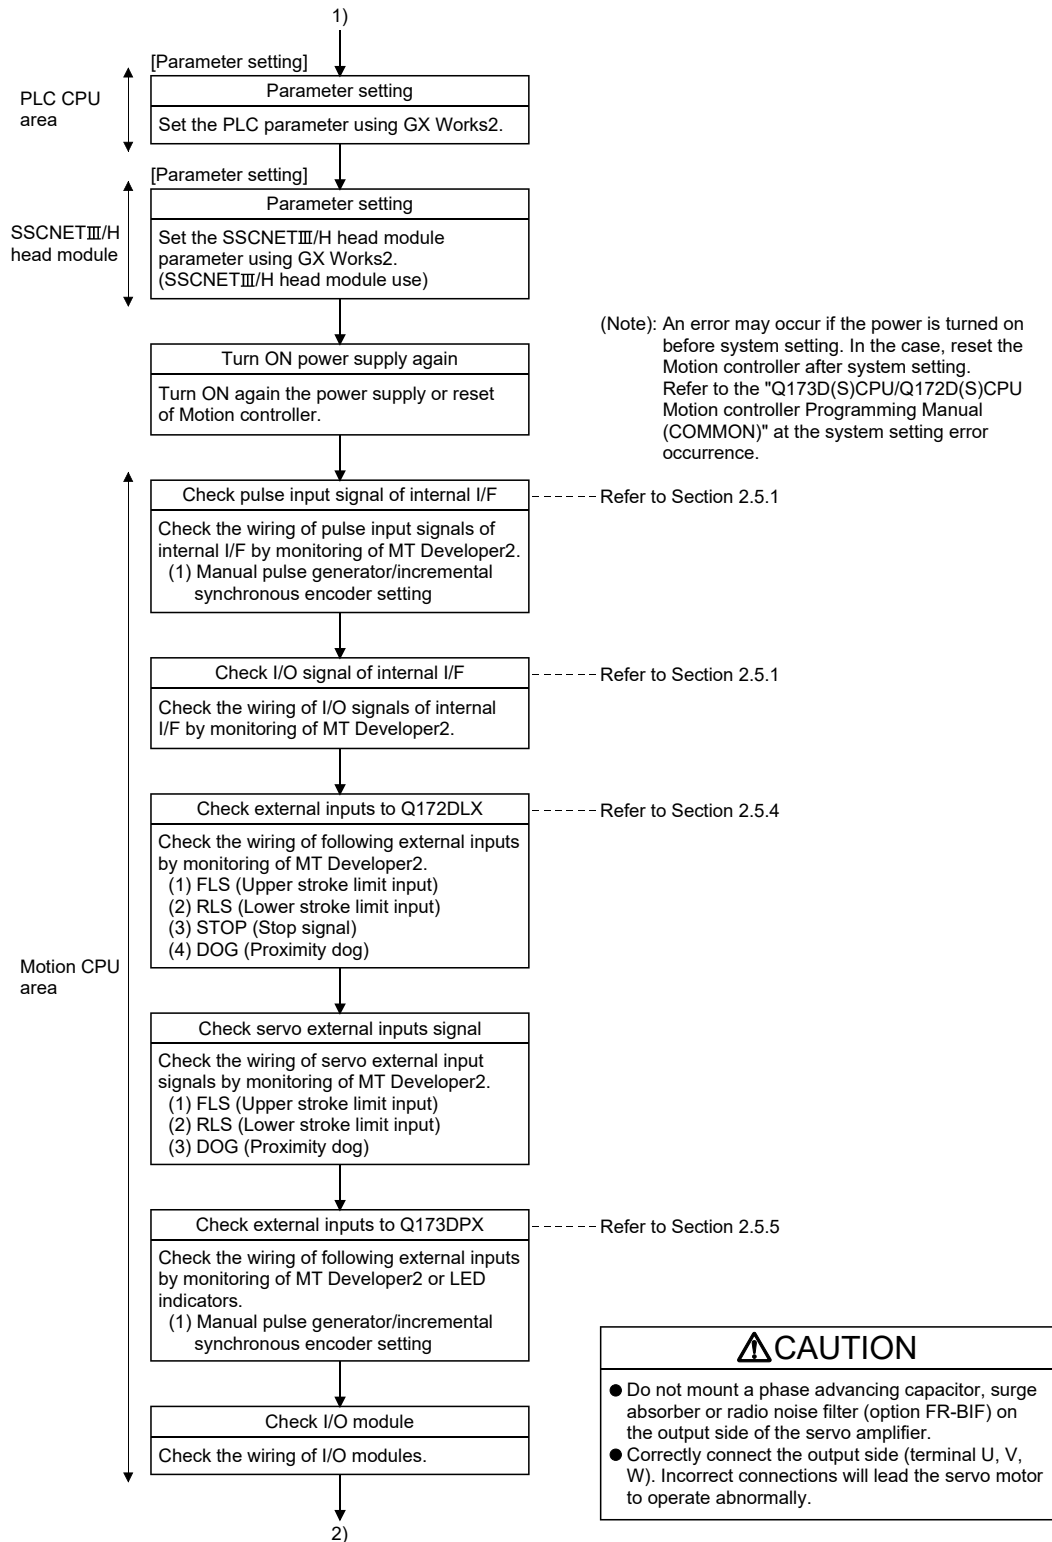 1)
[Parameter setting]
PLC CPU
area
Parameter setting
Set the PLC parameter using GX Works2.
[Parameter setting]
SSCNETⅢ/H
head module
Parameter setting
Set the SSCNETⅢ/H head module
parameter using GX Works2.
(SSCNETⅢ/H head module use)
Turn ON power supply again
Turn ON again the power supply or reset
of Motion controller.
(Note): An error may occur if the power is turned on
before system setting. In the case, reset the
Motion controller after system setting.
Refer to the "Q173D(S)CPU/Q172D(S)CPU
Motion controller Programming Manual
(COMMON)" at the system setting error
occurrence.
Motion CPU
area
Check pulse input signal of internal I/F
Refer to Section 2.5.1
Check the wiring of pulse input signals of
internal I/F by monitoring of MT Developer2.
(1) Manual pulse generator/incremental
synchronous encoder setting
Check I/O signal of internal I/F
Refer to Section 2.5.1
Check the wiring of I/O signals of internal
I/F by monitoring of MT Developer2.
Check external inputs to Q172DLX
Refer to Section 2.5.4
Check the wiring of following external inputs
by monitoring of MT Developer2.
(1) FLS (Upper stroke limit input)
(2) RLS (Lower stroke limit input)
(3) STOP (Stop signal)
(4) DOG (Proximity dog)
Check servo external inputs signal
Check the wiring of servo external input
signals by monitoring of MT Developer2.
(1) FLS (Upper stroke limit input)
(2) RLS (Lower stroke limit input)
(3) DOG (Proximity dog)
Check external inputs to Q173DPX
Refer to Section 2.5.5
Check the wiring of following external inputs
by monitoring of MT Developer2 or LED
indicators.
(1) Manual pulse generator/incremental
synchronous encoder setting
Check I/O module
Check the wiring of I/O modules.
2)
⚠CAUTION
● Do not mount a phase advancing capacitor, surge
absorber or radio noise filter (option FR-BIF) on
the output side of the servo amplifier.
● Correctly connect the output side (terminal U, V,
W). Incorrect connections will lead the servo motor
to operate abnormally.